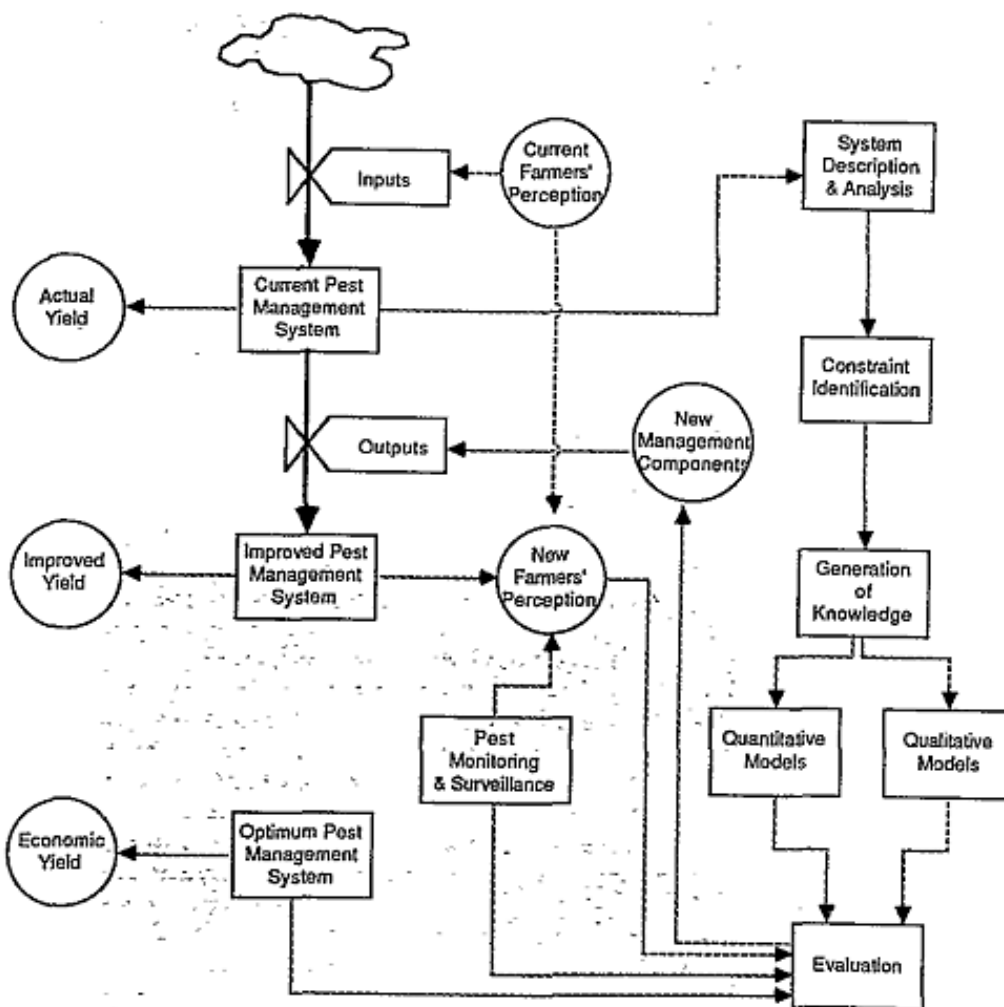 Inputs
Current
Farmers'
Perception
System
Description
& Analysis
Actual
Yield
Current Pest
Management
System
Constraint
Identification
Outputs
New
Management
Components
Improved
Yield
Improved Pest
Management
System
New
Farmers'
Perception
Generation
of
Knowledge
Pest
Monitoring
& Surveillance
Quantitative
Models
Qualitative
Models
Economic
Yield
Optimum Pest
Management
System
Evaluation